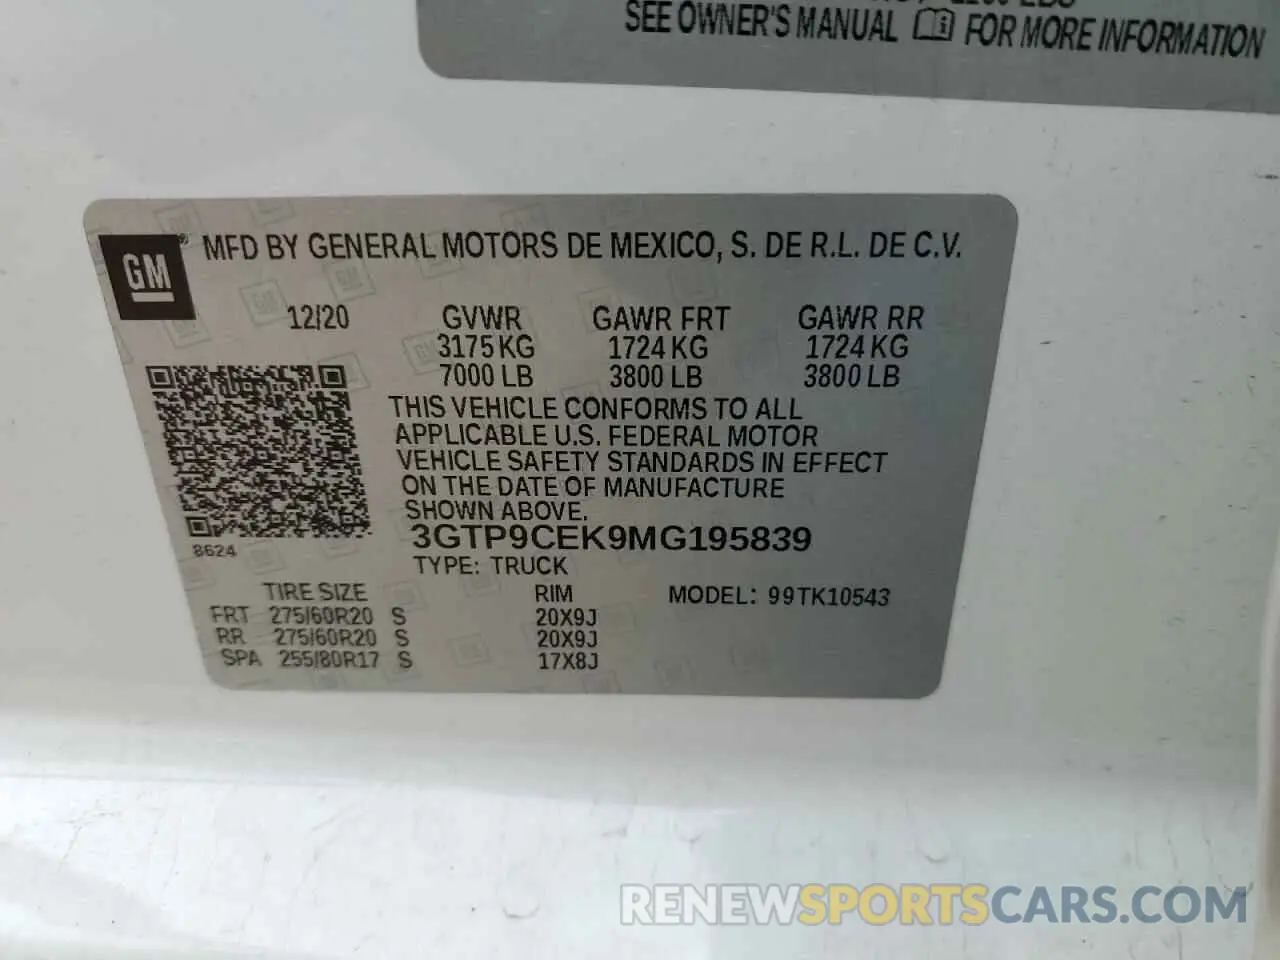 SEE OWNER'S MANUAL FOR MORE INFORMATION
GM ® MFD BY GENERAL MOTORS DE MEXICO, S. DE R.L. DE C.V.
12/20 GVWR GAWR FRT GAWR RR
3175 KG 1724 KG 1724 KG
7000 LB 3800 LB 3800 LB
THIS VEHICLE CONFORMS TO ALL
APPLICABLE U.S. FEDERAL MOTOR
VEHICLE SAFETY STANDARDS IN EFFECT
ON THE DATE OF MANUFACTURE
SHOWN ABOVE.
3GTP9CEK9MG195839
8624
TYPE: TRUCK
TIRE SIZE RIM MODEL: 99TK10543
FRT 275/60R20 S 20X9J
RR 275/60R20 S 20X9J
SPA 255/80R17 S 17X8J
RENEWSPORTSCARS.COM